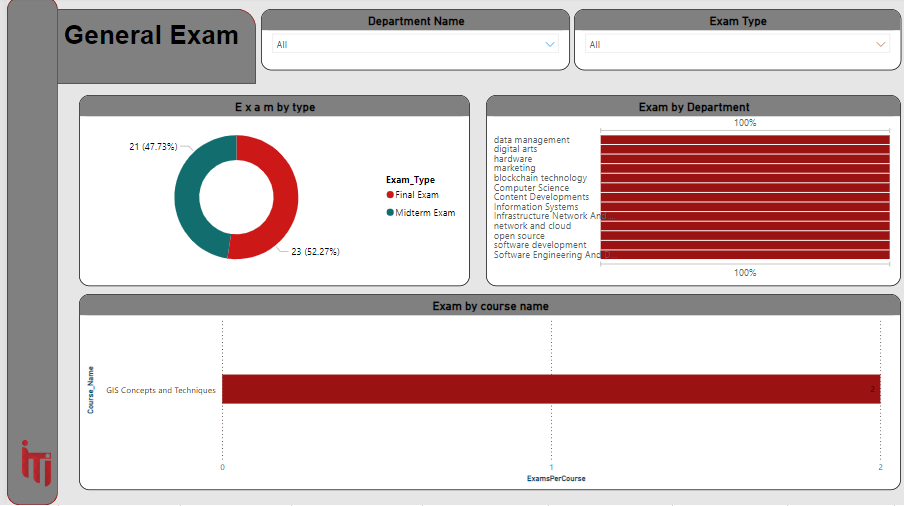 General Exam
Department Name
All
Exam Type
All
E x a m by type
21 (47.73%)
23 (52.27%)
Exam_Type
Final Exam
Midterm Exam
Exam by Department
100%
data management
digital arts
hardware
marketing
blockchain technology
Computer Science
Content Developments
Information Systems
Infrastructure Network And...
network and cloud
open source
software development
Software Engineering And D...
100%
Exam by course name
Course_Name
GIS Concepts and Techniques
2
0
1
2
ExamsPerCourse
iTi